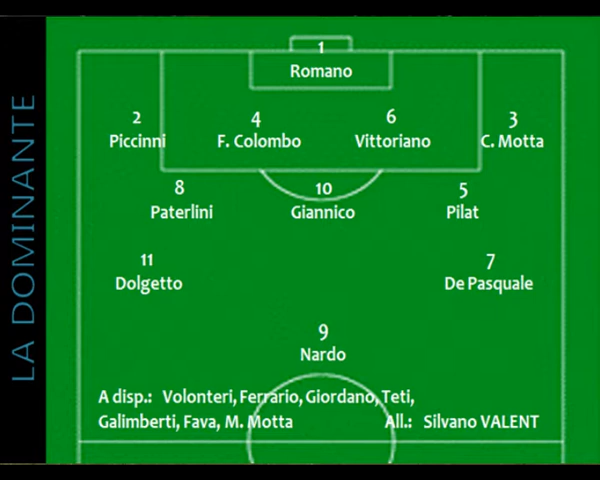 LA DOMINANTE
1
Romano
2 4 6 3
Piccinni F. Colombo Vittoriano C. Motta
8 10 5
Paterlini Giannico Pilat
11 7
Dolgetto De Pasquale
9
Nardo
A disp.: Volonteri, Ferrario, Giordano, Teti,
Galimberti, Fava, M. Motta All.: Silvano VALENT